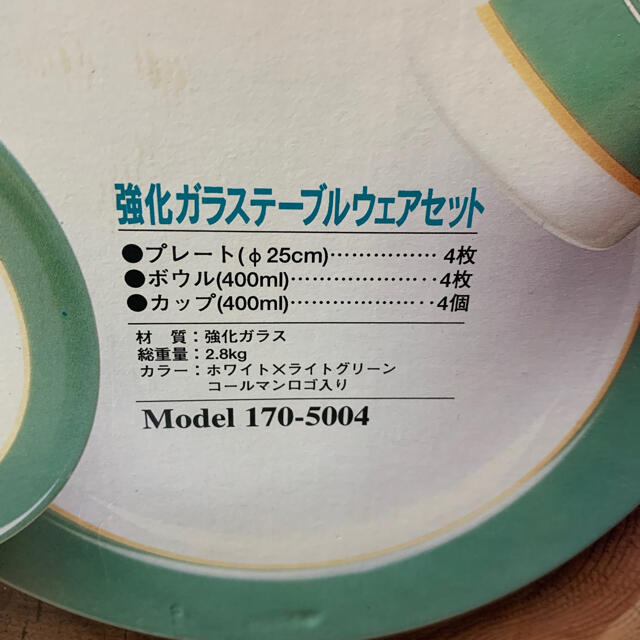 強化ガラステーブルウェアセット
●プレート(φ25cm)……………… 4枚
●ボウル(400ml)…………………‥4枚
●カップ(400ml)…………………‥4個
材　質：強化ガラス
総重量：2.8kg
カラー：ホワイト×ライトグリーン
コールマンロゴ入り
Model 170-5004